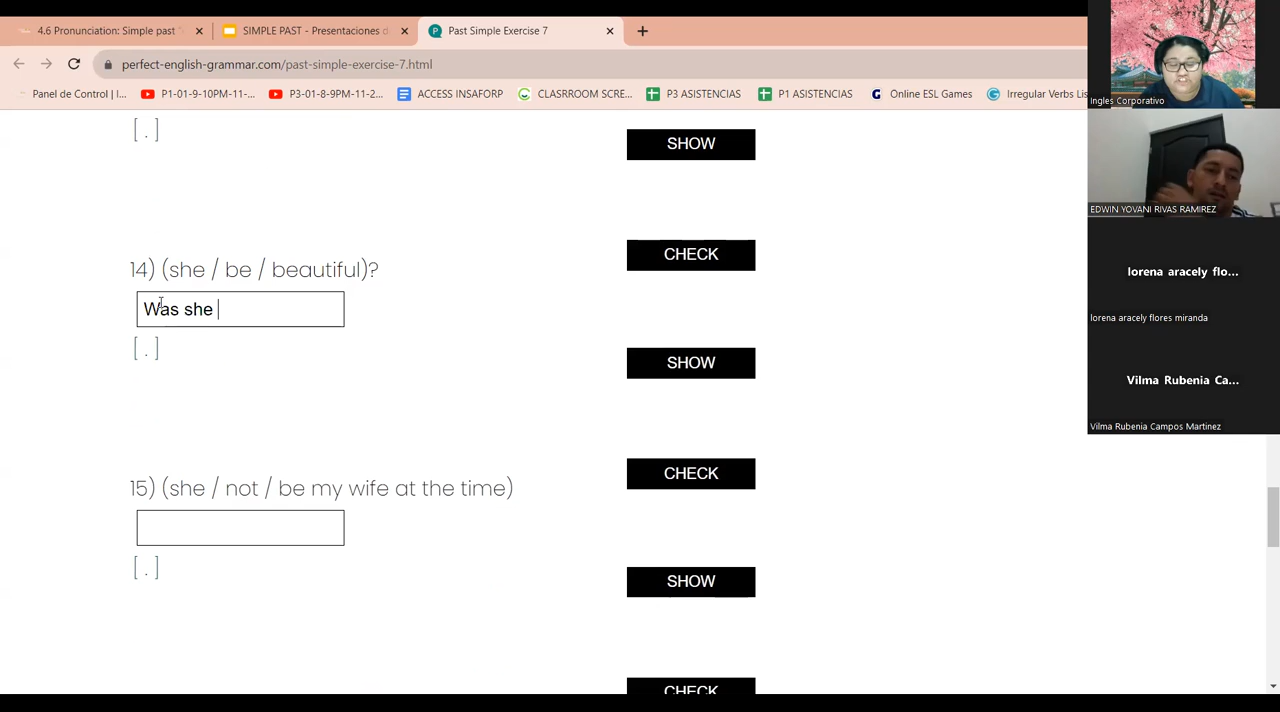 4.6 Pronunciation: Simple past
SIMPLE PAST - Presentaciones d
Past Simple Exercise 7
perfect-english-grammar.com/past-simple-exercise-7.html
Panel de Control | I...
P1-01-9-10PM-11-...
P3-01-8-9PM-11-2...
ACCESS INSAFORP
CLASRROOM SCRE...
P3 ASISTENCIAS
P1 ASISTENCIAS
Online ESL Games
Irregular Verbs Lis
[ . ]
SHOW
CHECK
14) (she / be / beautiful)?
Was she
[ . ]
SHOW
CHECK
15) (she / not / be my wife at the time)
[ . ]
SHOW
CHECK
Ingles Corporativo
EDWIN YOVANI RIVAS RAMIREZ
lorena aracely flo...
lorena aracely flores miranda
Vilma Rubenia Ca...
Vilma Rubenia Campos Martinez